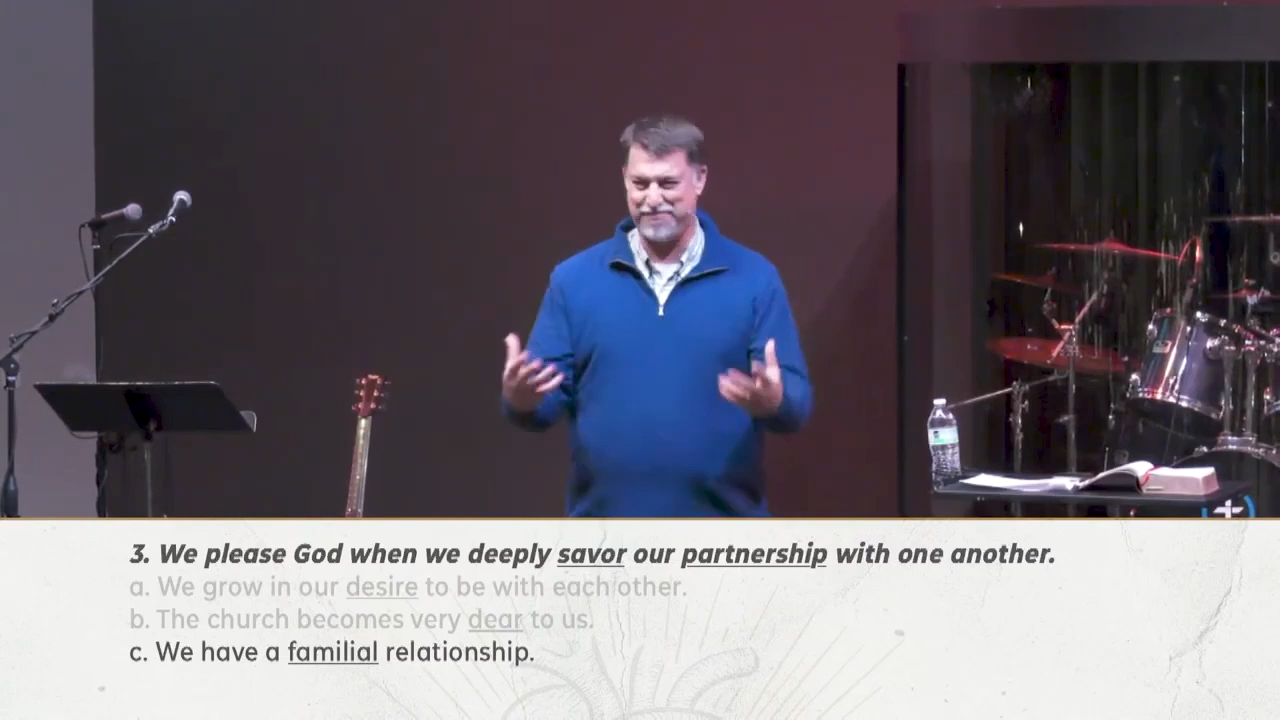 3. We please God when we deeply savor our partnership with one another.
a. We grow in our desire to be with each other.
b. The church becomes very dear to us.
c. We have a familial relationship.